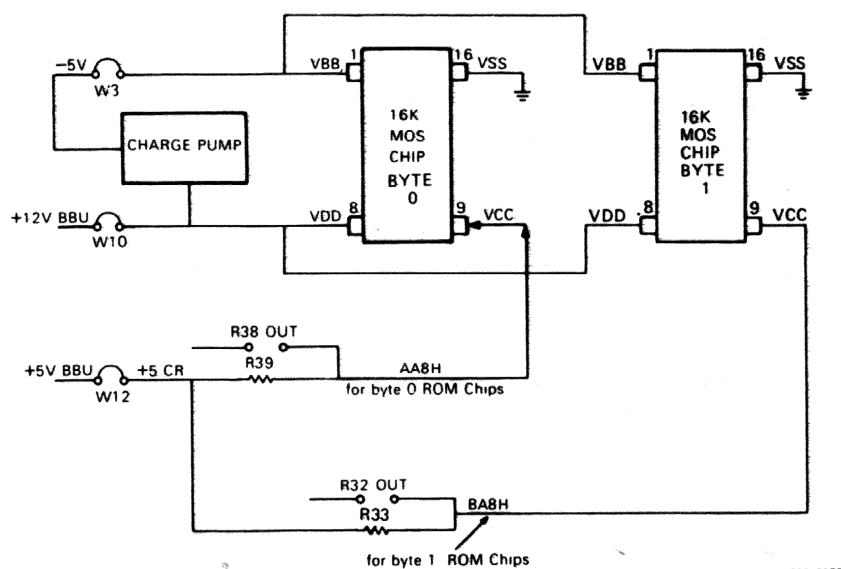 -5V
W3
VBB
1
16
VSS
16K
MOS
CHIP
BYTE
0
VBB
1
16
VSS
16K
MOS
CHIP
BYTE
1
CHARGE PUMP
+12V BBU
W10
VDD
8
9
VCC
VDD
8
9
VCC
R38 OUT
R39
+5V BBU
W12
+5 CR
AA8H
for byte 0 ROM Chips
R32 OUT
R33
BA8H
for byte 1 ROM Chips